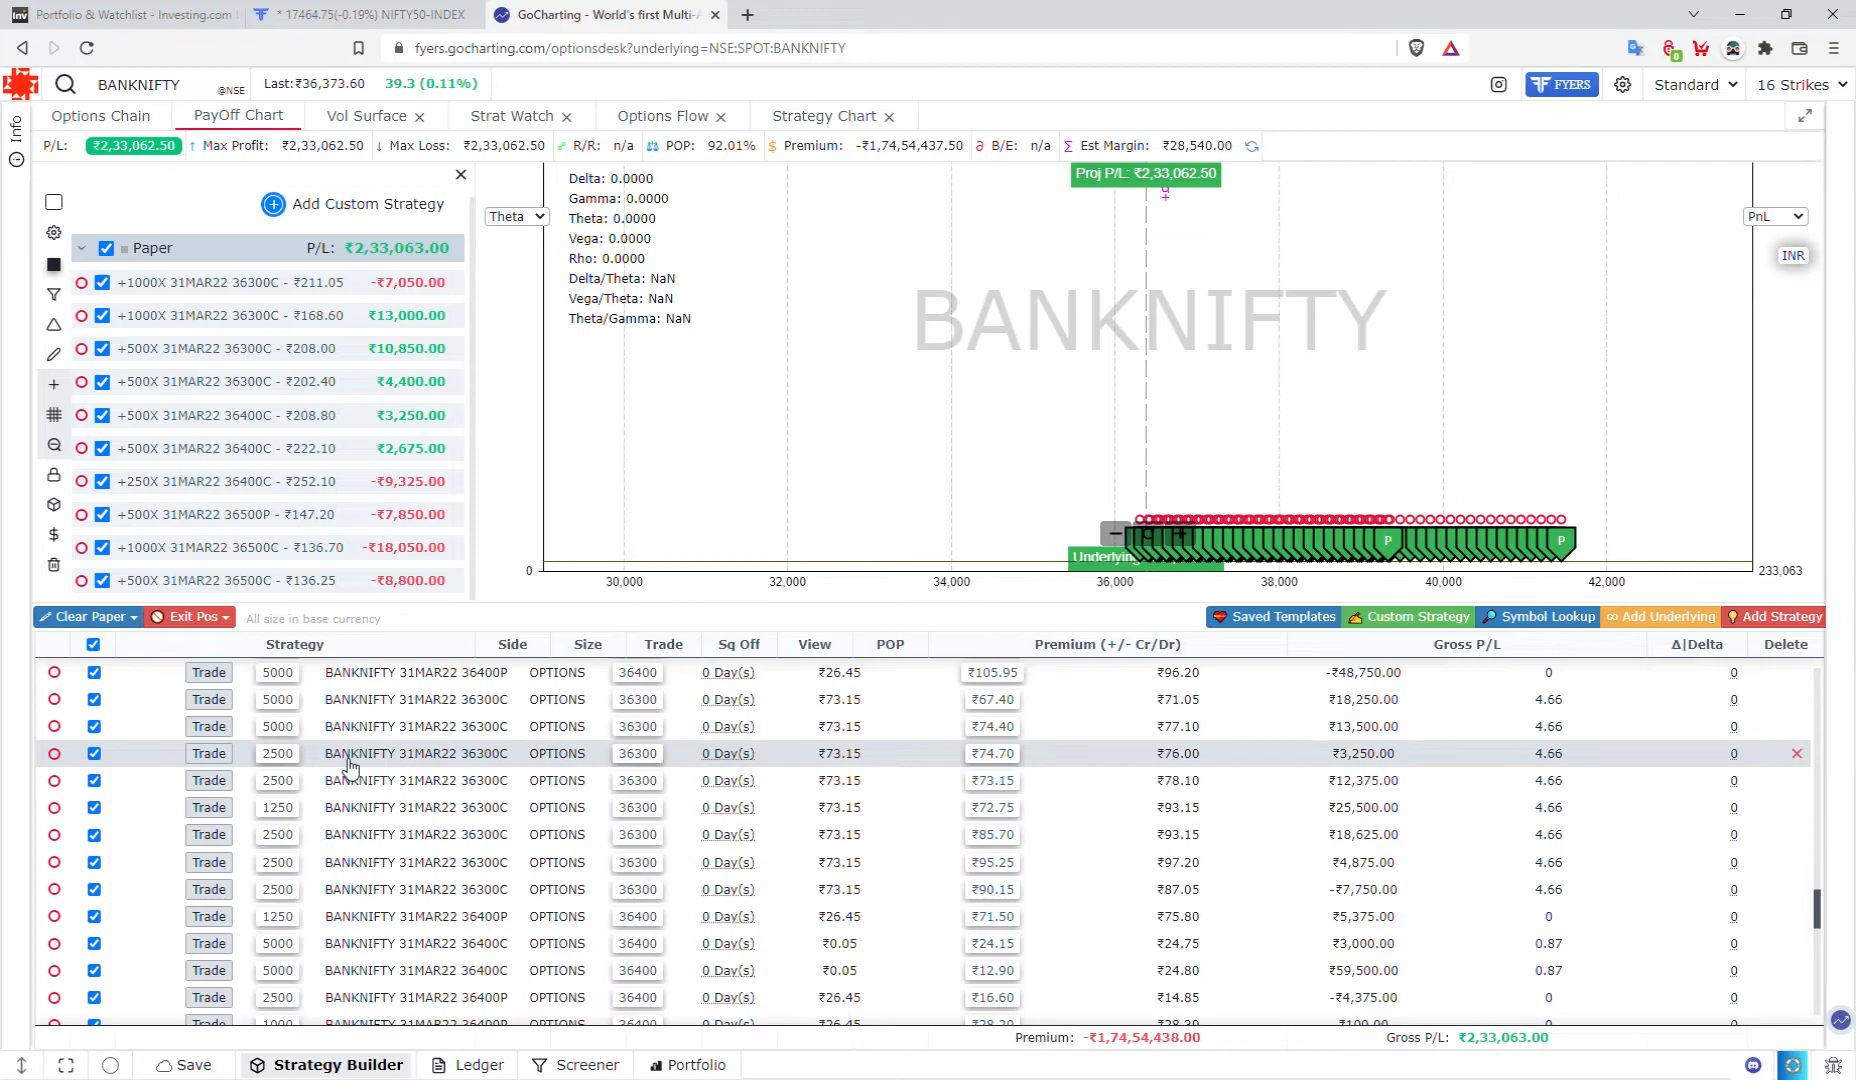 Portfolio & Watchlist - Investing.com
* 17464.75(-0.19%) NIFTY50-INDEX
GoCharting - World's first Multi-A
fyers.gocharting.com/optionsdesk?underlying=NSE:SPOT:BANKNIFTY
BANKNIFTY @NSE Last:₹36,373.60 39.3 (0.11%) FYERS Standard 16 Strikes
Info
Options Chain PayOff Chart Vol Surface Strat Watch Options Flow Strategy Chart
P/L: ₹2,33,062.50 Max Profit: ₹2,33,062.50 Max Loss: ₹2,33,062.50 R/R: n/a POP: 92.01% Premium: -₹1,74,54,437.50 B/E: n/a Est Margin: ₹28,540.00
Add Custom Strategy
Paper P/L: ₹2,33,063.00
+1000X 31MAR22 36300C - ₹211.05 -₹7,050.00
+1000X 31MAR22 36300C - ₹168.60 ₹13,000.00
+500X 31MAR22 36300C - ₹208.00 ₹10,850.00
+500X 31MAR22 36300C - ₹202.40 ₹4,400.00
+500X 31MAR22 36400C - ₹208.80 ₹3,250.00
+500X 31MAR22 36400C - ₹222.10 ₹2,675.00
+250X 31MAR22 36400C - ₹252.10 -₹9,325.00
+500X 31MAR22 36500P - ₹147.20 -₹7,850.00
+1000X 31MAR22 36500C - ₹136.70 -₹18,050.00
+500X 31MAR22 36500C - ₹136.25 -₹8,800.00
Theta
Delta: 0.0000
Gamma: 0.0000
Theta: 0.0000
Vega: 0.0000
Rho: 0.0000
Delta/Theta: NaN
Vega/Theta: NaN
Theta/Gamma: NaN
Proj P/L: ₹2,33,062.50
PnL
INR
BANKNIFTY
P P
Underlying
0 233,063
30,000 32,000 34,000 36,000 38,000 40,000 42,000
Clear Paper Exit Pos All size in base currency Saved Templates Custom Strategy Symbol Lookup Add Underlying Add Strategy
Strategy Side Size Trade Sq Off View POP Premium (+/- Cr/Dr) Gross P/L Δ|Delta Delete
Trade 5000 BANKNIFTY 31MAR22 36400P OPTIONS 36400 0 Day(s) ₹26.45 ₹105.95 ₹96.20 -₹48,750.00 0 0
Trade 5000 BANKNIFTY 31MAR22 36300C OPTIONS 36300 0 Day(s) ₹73.15 ₹67.40 ₹71.05 ₹18,250.00 4.66 0
Trade 5000 BANKNIFTY 31MAR22 36300C OPTIONS 36300 0 Day(s) ₹73.15 ₹74.40 ₹77.10 ₹13,500.00 4.66 0
Trade 2500 BANKNIFTY 31MAR22 36300C OPTIONS 36300 0 Day(s) ₹73.15 ₹74.70 ₹76.00 ₹3,250.00 4.66 0
Trade 2500 BANKNIFTY 31MAR22 36300C OPTIONS 36300 0 Day(s) ₹73.15 ₹73.15 ₹78.10 ₹12,375.00 4.66 0
Trade 1250 BANKNIFTY 31MAR22 36300C OPTIONS 36300 0 Day(s) ₹73.15 ₹72.75 ₹93.15 ₹25,500.00 4.66 0
Trade 2500 BANKNIFTY 31MAR22 36300C OPTIONS 36300 0 Day(s) ₹73.15 ₹85.70 ₹93.15 ₹18,625.00 4.66 0
Trade 2500 BANKNIFTY 31MAR22 36300C OPTIONS 36300 0 Day(s) ₹73.15 ₹95.25 ₹97.20 ₹4,875.00 4.66 0
Trade 2500 BANKNIFTY 31MAR22 36300C OPTIONS 36300 0 Day(s) ₹73.15 ₹90.15 ₹87.05 -₹7,750.00 4.66 0
Trade 1250 BANKNIFTY 31MAR22 36400P OPTIONS 36400 0 Day(s) ₹26.45 ₹71.50 ₹75.80 ₹5,375.00 0 0
Trade 5000 BANKNIFTY 31MAR22 36400C OPTIONS 36400 0 Day(s) ₹0.05 ₹24.15 ₹24.75 ₹3,000.00 0.87 0
Trade 5000 BANKNIFTY 31MAR22 36400C OPTIONS 36400 0 Day(s) ₹0.05 ₹12.90 ₹24.80 ₹59,500.00 0.87 0
Trade 2500 BANKNIFTY 31MAR22 36400P OPTIONS 36400 0 Day(s) ₹26.45 ₹16.60 ₹14.85 -₹4,375.00 0 0
Premium: -₹1,74,54,438.00 Gross P/L: ₹2,33,063.00
Save Strategy Builder Ledger Screener Portfolio